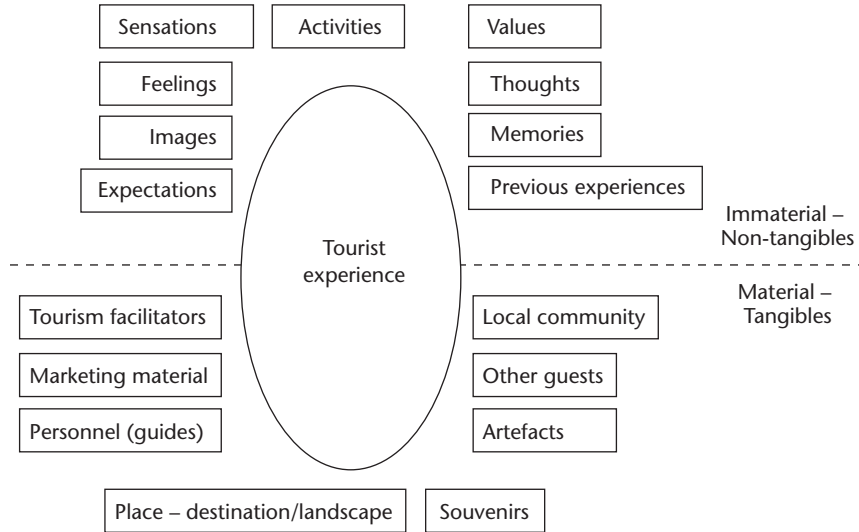 Sensations
Activities
Values
Feelings
Thoughts
Images
Memories
Expectations
Previous experiences
Immaterial –
Non-tangibles
Tourist
experience
Material –
Tangibles
Tourism facilitators
Local community
Marketing material
Other guests
Personnel (guides)
Artefacts
Place – destination/landscape
Souvenirs